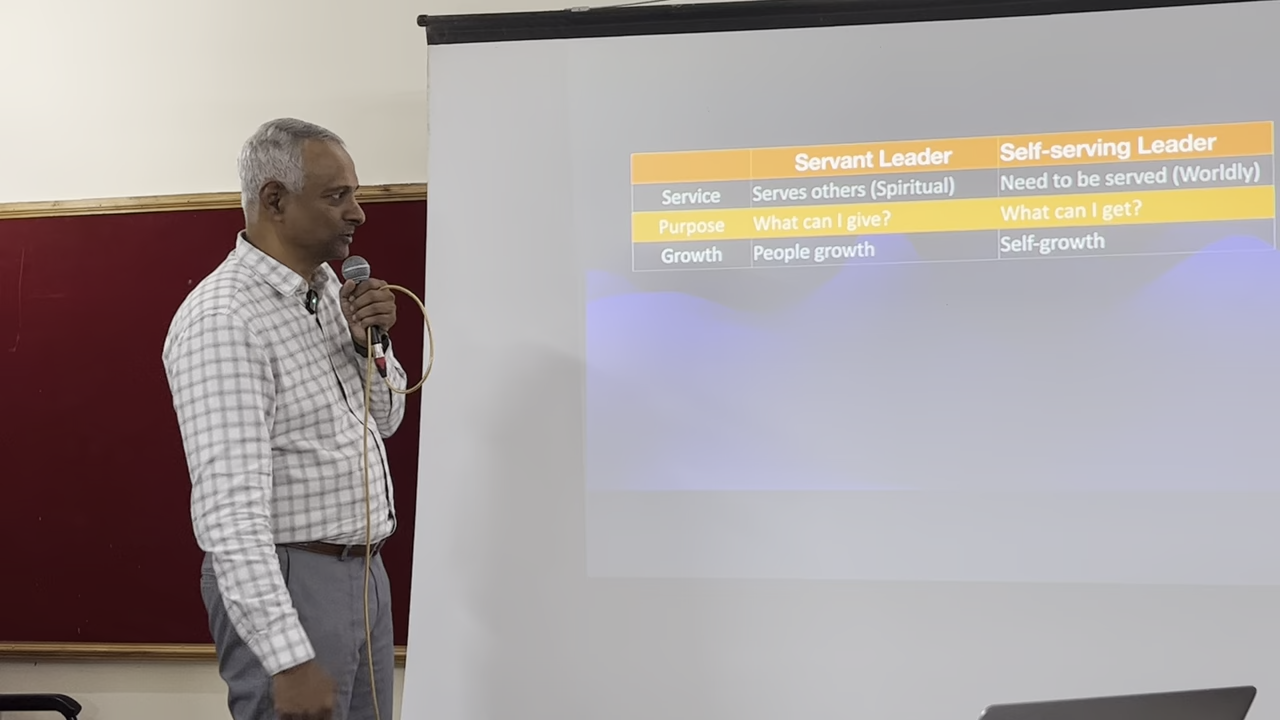 Servant Leader Self-serving Leader
Service Serves others (Spiritual) Need to be served (Worldly)
Purpose What can I give? What can I get?
Growth People growth Self-growth